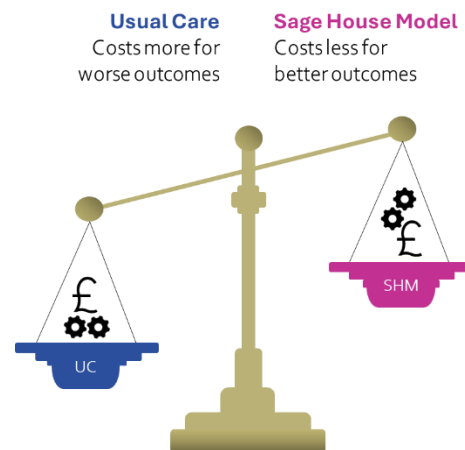 Usual Care
Costs more for
worse outcomes
Sage House Model
Costs less for
better outcomes
£
£
SHM
UC